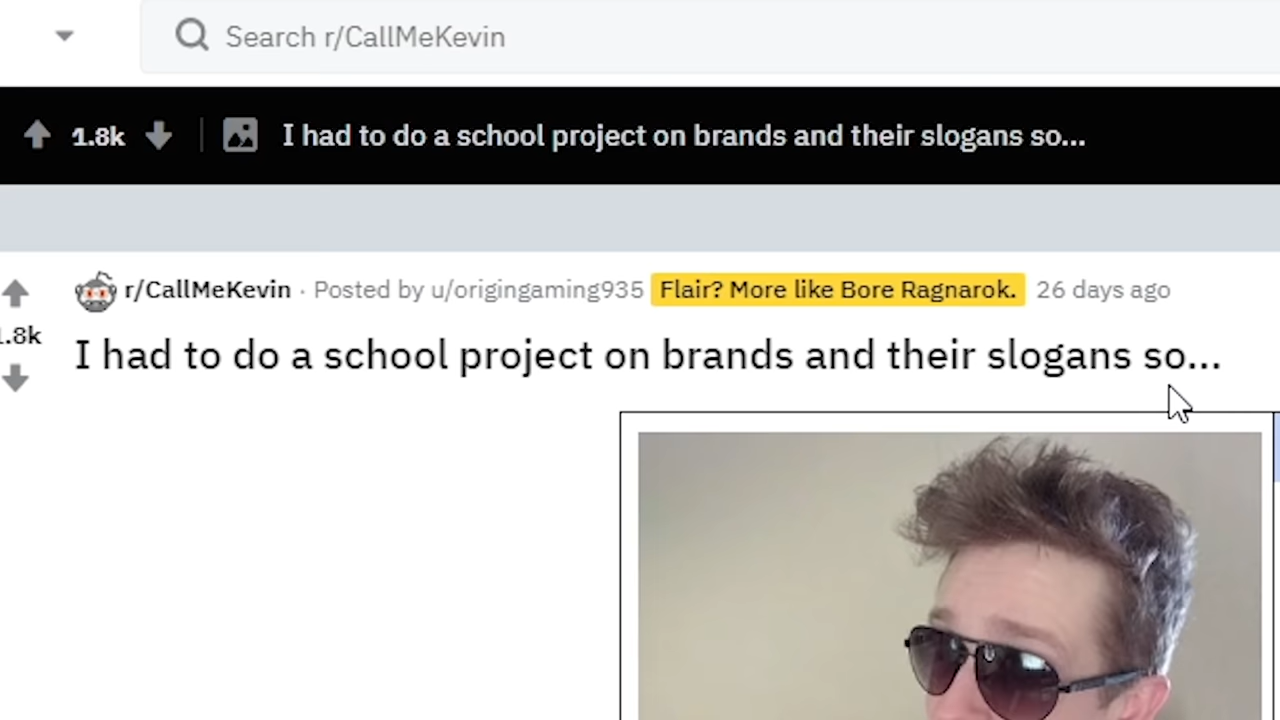 Search r/CallMeKevin
1.8k I had to do a school project on brands and their slogans so...
r/CallMeKevin · Posted by u/origingaming935 Flair? More like Bore Ragnarok. 26 days ago
1.8k
I had to do a school project on brands and their slogans so...